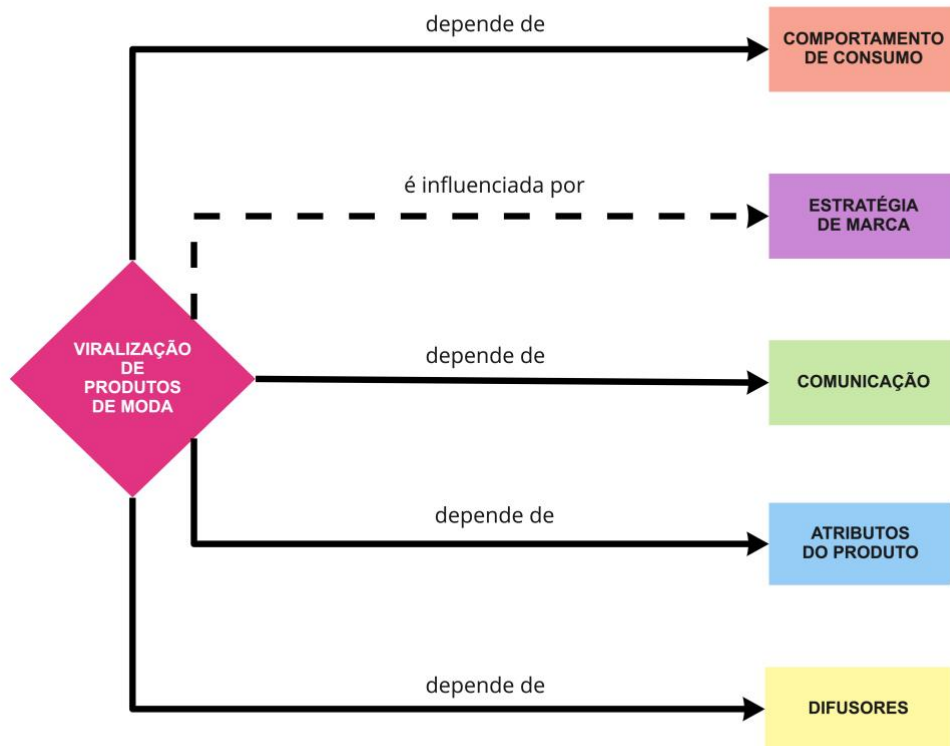 depende de
COMPORTAMENTO
DE CONSUMO
é influenciada por
ESTRATÉGIA
DE MARCA
VIRALIZAÇÃO
DE
PRODUTOS
DE MODA
depende de
COMUNICAÇÃO
depende de
ATRIBUTOS
DO PRODUTO
depende de
DIFUSORES